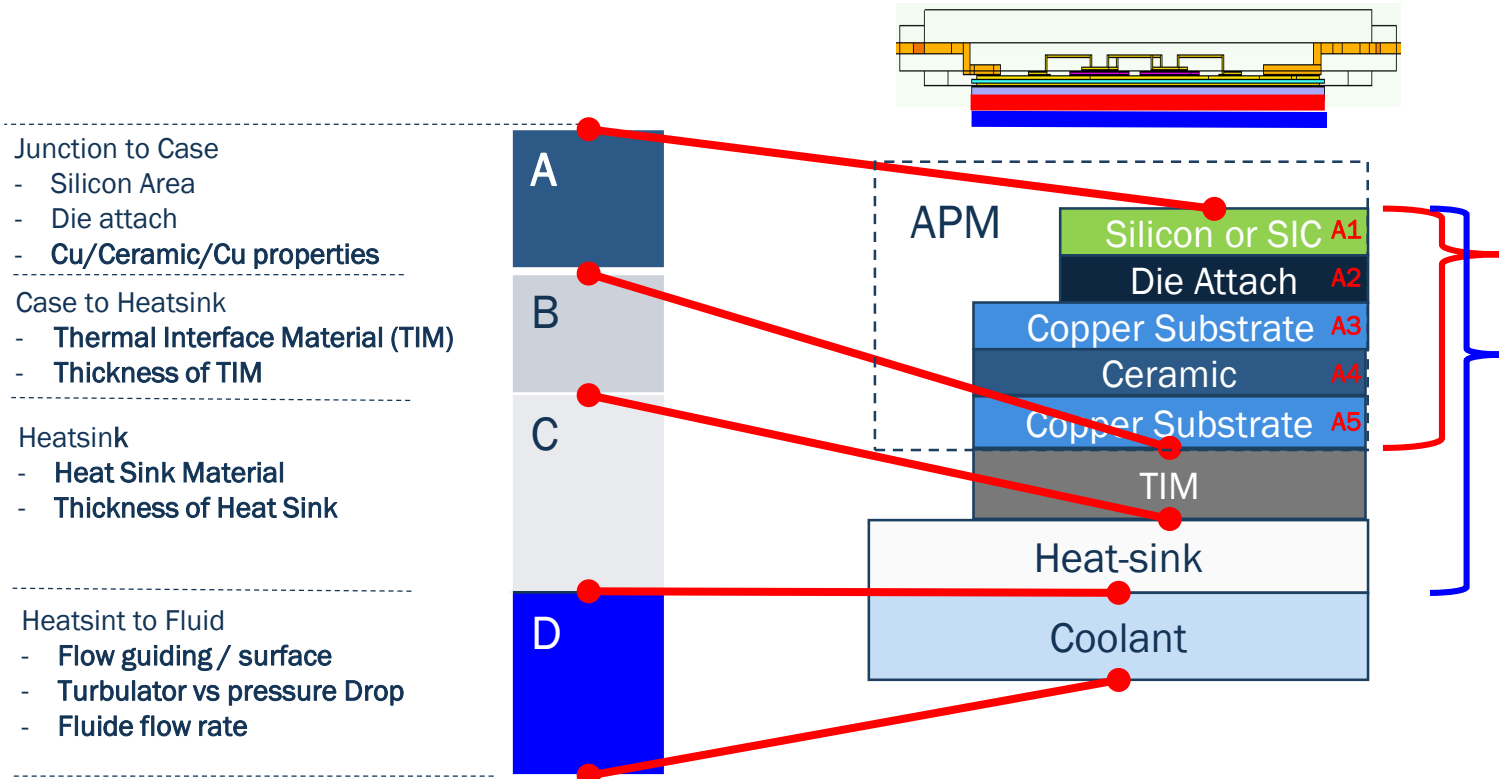 Junction to Case
- Silicon Area
- Die attach
- Cu/Ceramic/Cu properties
Case to Heatsink
- Thermal Interface Material (TIM)
- Thickness of TIM
Heatsink
- Heat Sink Material
- Thickness of Heat Sink
Heatsint to Fluid
- Flow guiding / surface
- Turbulator vs pressure Drop
- Fluide flow rate
A
B
C
D
APM
Silicon or SIC A1
Die Attach A2
Copper Substrate A3
Ceramic A4
Copper Substrate A5
TIM
Heat-sink
Coolant